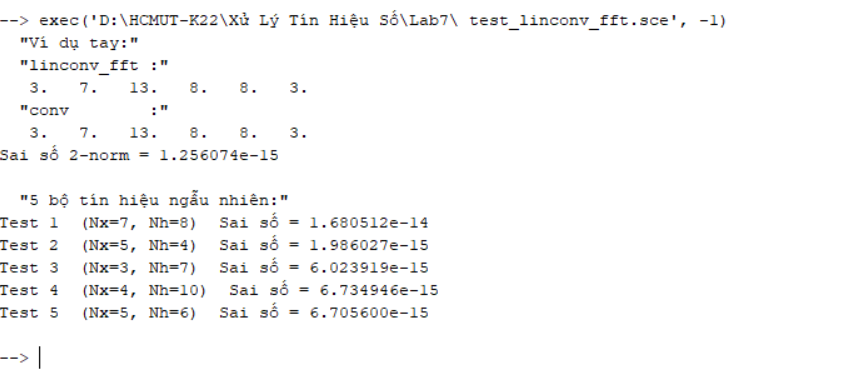 --> exec('D:\HCMUT-K22\Xử Lý Tín Hiệu Số\Lab7\ test_linconv_fft.sce', -1)
"Ví dụ tay:"
"linconv_fft :"
3. 7. 13. 8. 8. 3.
"conv :"
3. 7. 13. 8. 8. 3.
Sai số 2-norm = 1.256074e-15
"5 bộ tín hiệu ngẫu nhiên:"
Test 1 (Nx=7, Nh=8) Sai số = 1.680512e-14
Test 2 (Nx=5, Nh=4) Sai số = 1.986027e-15
Test 3 (Nx=3, Nh=7) Sai số = 6.023919e-15
Test 4 (Nx=4, Nh=10) Sai số = 6.734946e-15
Test 5 (Nx=5, Nh=6) Sai số = 6.705600e-15
-->